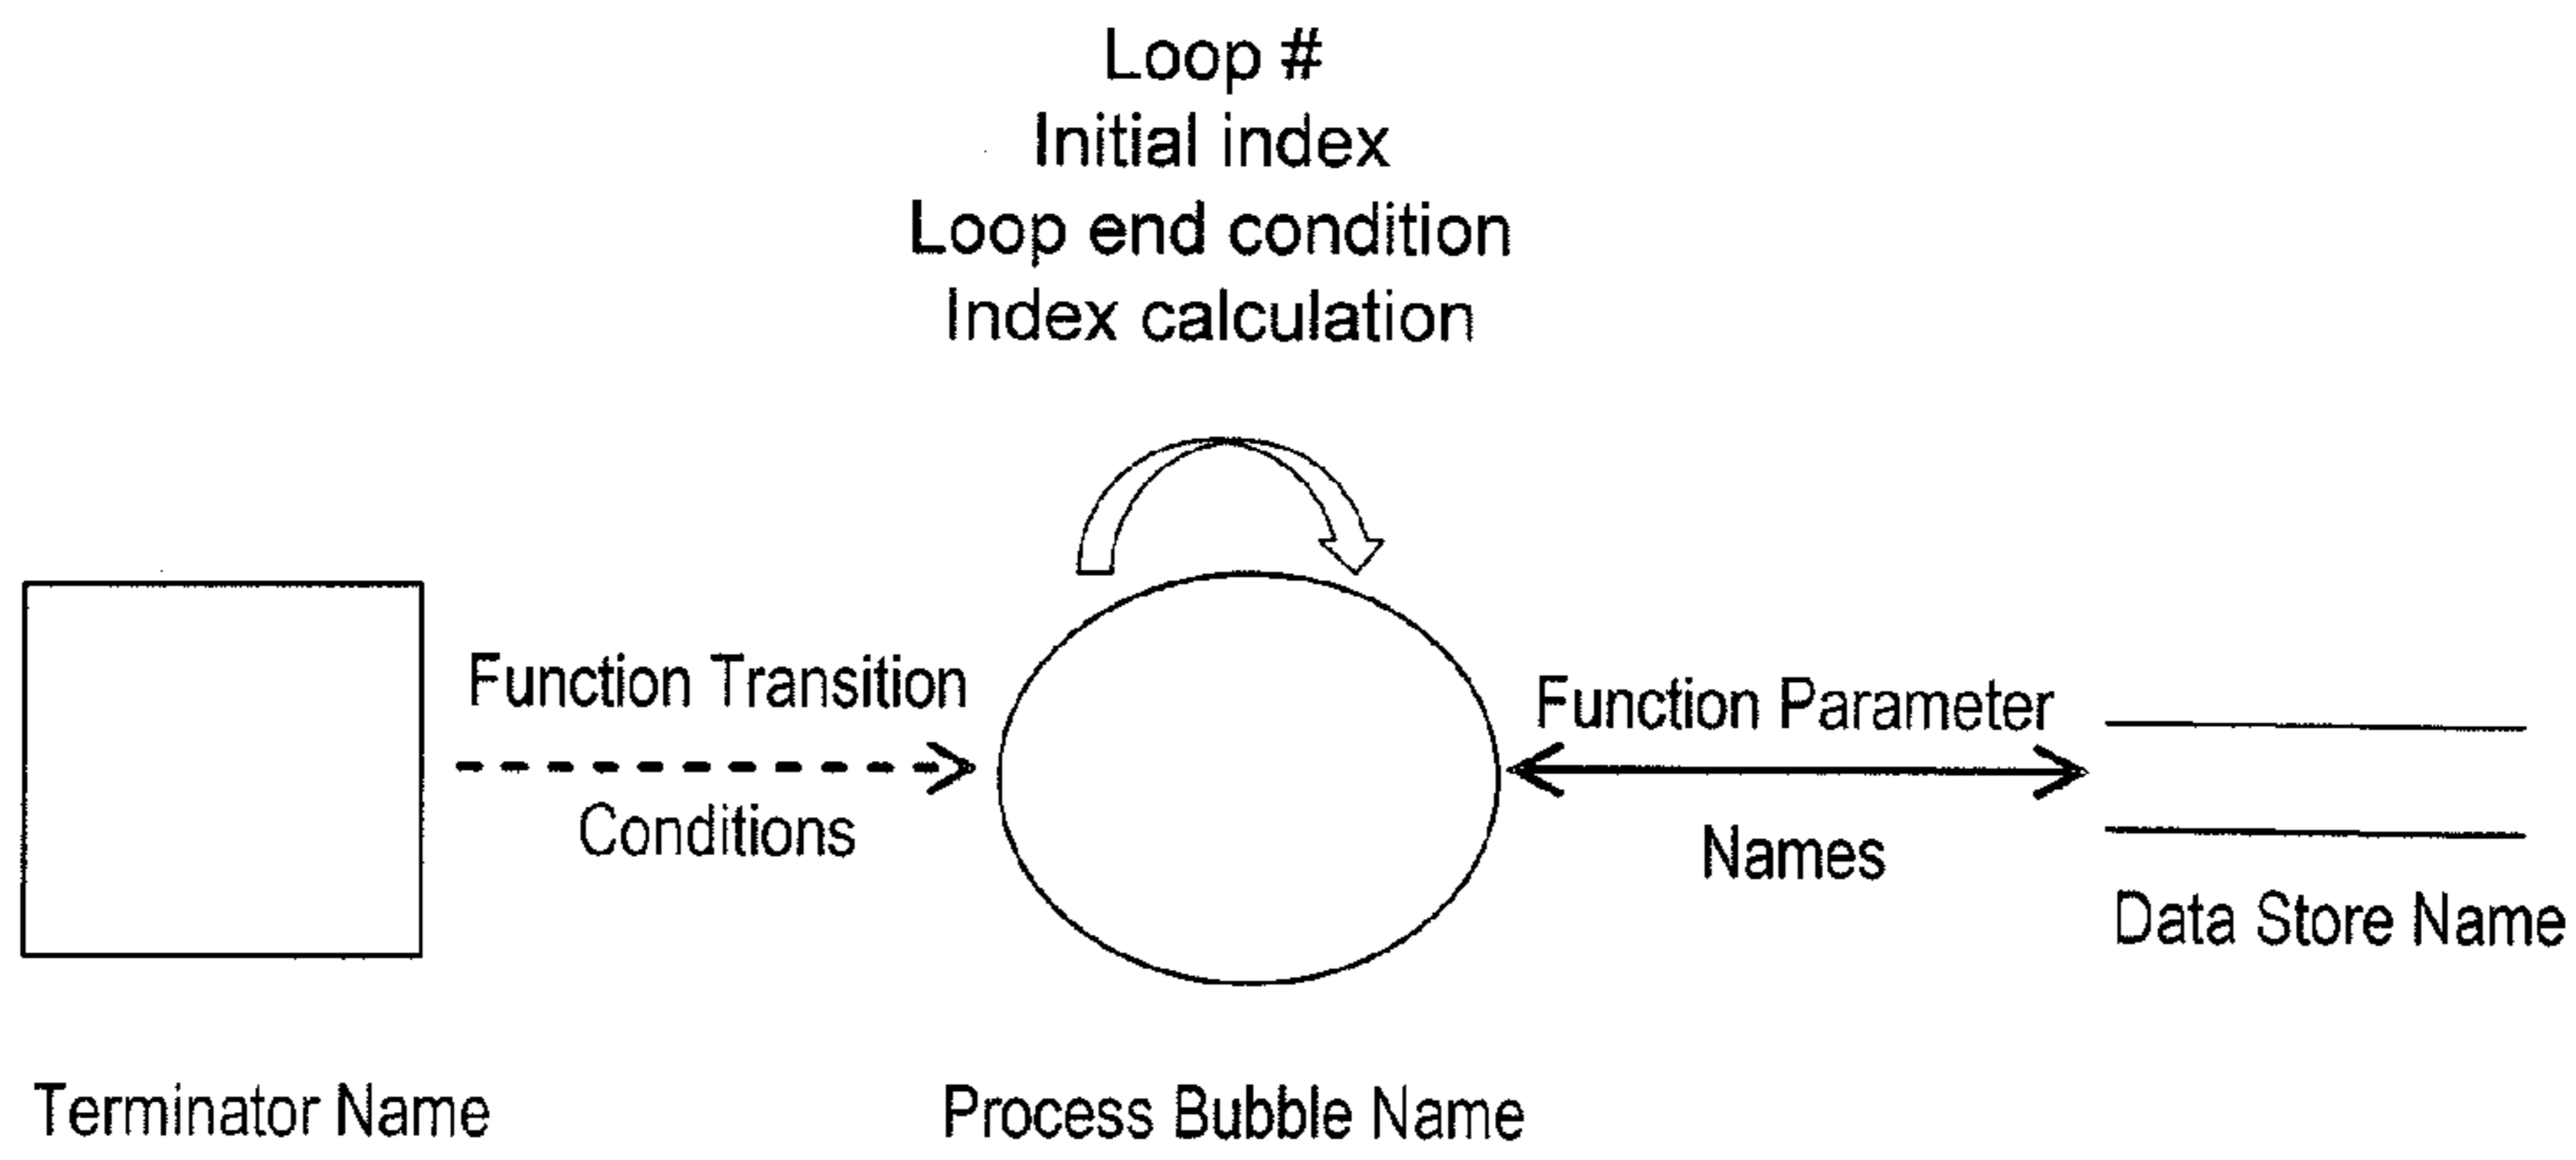 Loop #
Initial index
Loop end condition
Index calculation
Function Transition
Conditions
Function Parameter
Names
Data Store Name
Terminator Name
Process Bubble Name